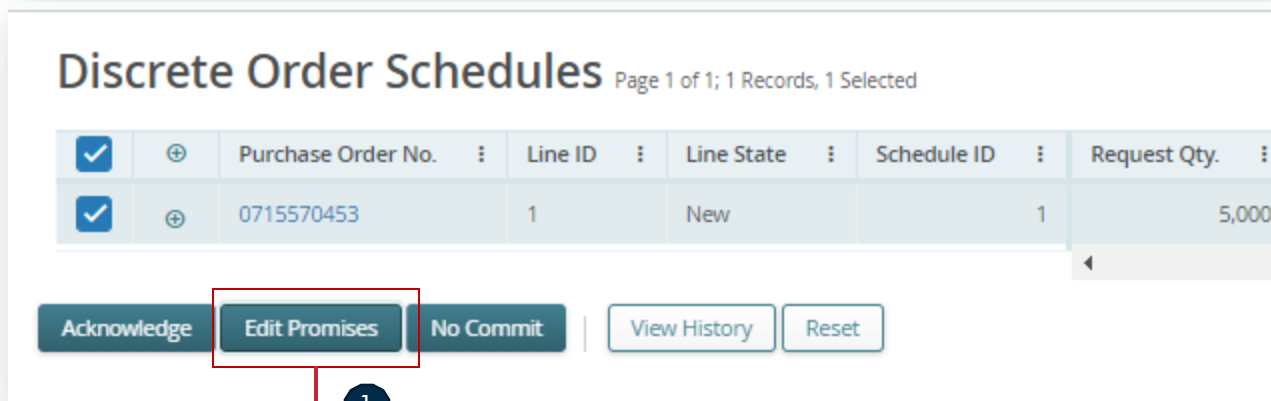 Discrete Order Schedules Page 1 of 1; 1 Records, 1 Selected
Purchase Order No. Line ID Line State Schedule ID Request Qty.
0715570453 1 New 1 5,000
Acknowledge Edit Promises No Commit View History Reset
1